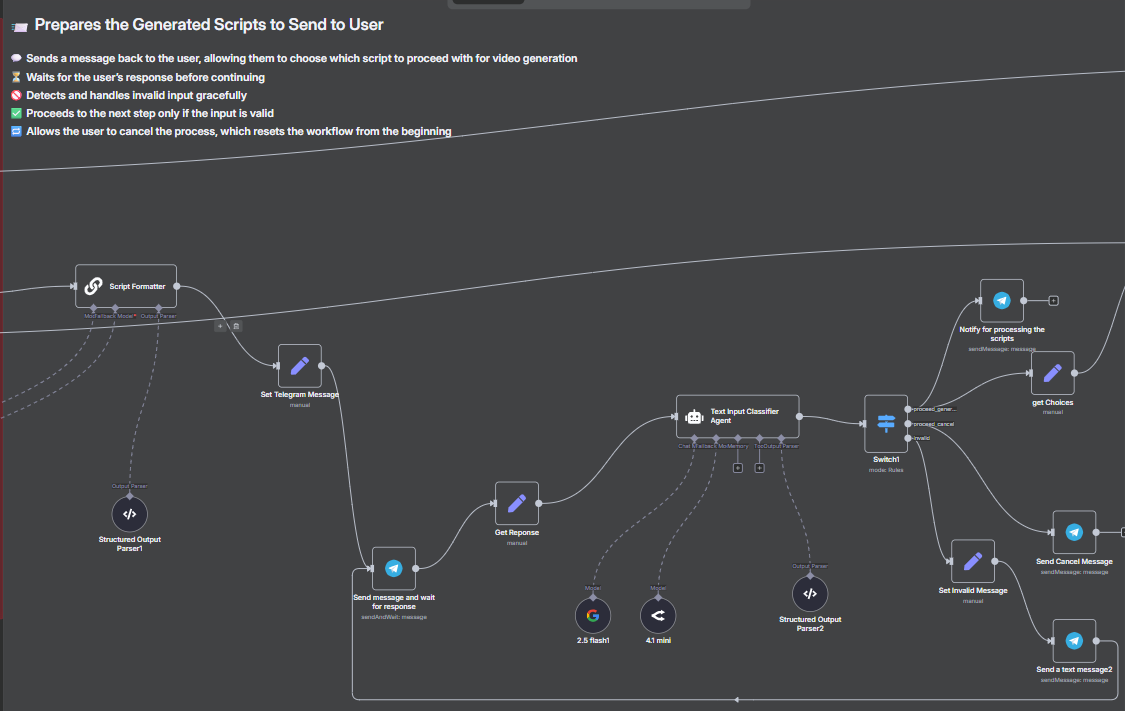 Prepares the Generated Scripts to Send to User
Sends a message back to the user, allowing them to choose which script to proceed with for video generation
Waits for the user's response before continuing
Detects and handles invalid input gracefully
Proceeds to the next step only if the input is valid
Allows the user to cancel the process, which resets the workflow from the beginning
Script Formatter
Fallback Model*
Output Parser
Notify for processing the
scripts
sendMessage: message
Set Telegram Message
manual
get Choices
manual
Text Input Classifier
Agent
Chat
Fallback Mo
Memory
Output Parser
proceed_gener...
proceed_cancel
invalid
Switch1
mode: Rules
Output Parser
Structured Output
Parser1
Get Reponse
manual
Send message and wait
for response
sendAndWait: message
Send Cancel Message
sendMessage: message
Set Invalid Message
manual
Model
Model
Output Parser
2.5 flash1
4.1 mini
Structured Output
Parser2
Send a text message2
sendMessage: message